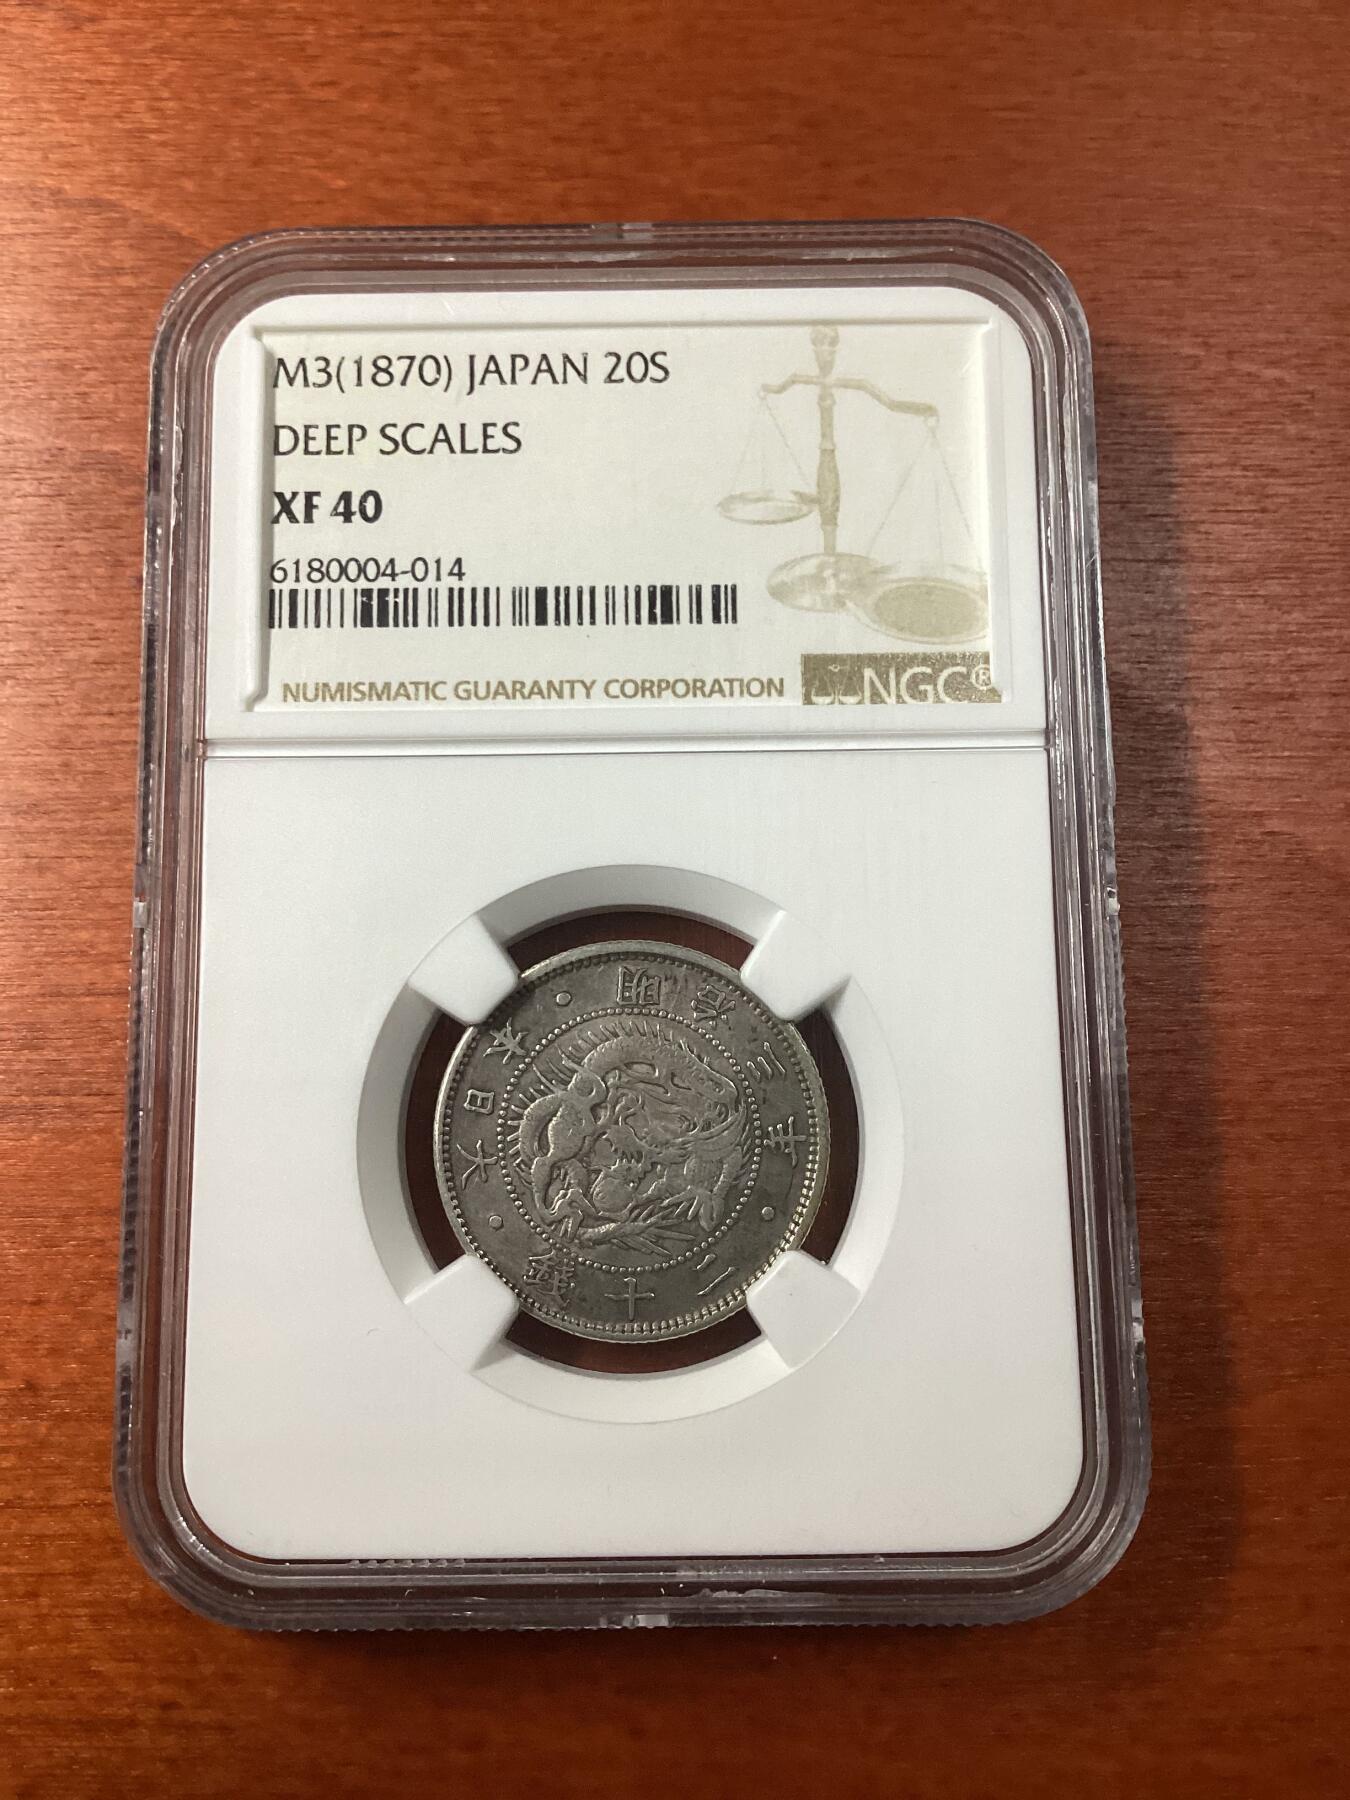 M3(1870) JAPAN 20S
DEEP SCALES
XF 40
6180004-014
NUMISMATIC GUARANTY CORPORATION NGC®
大日本・明治三年・二十錢・